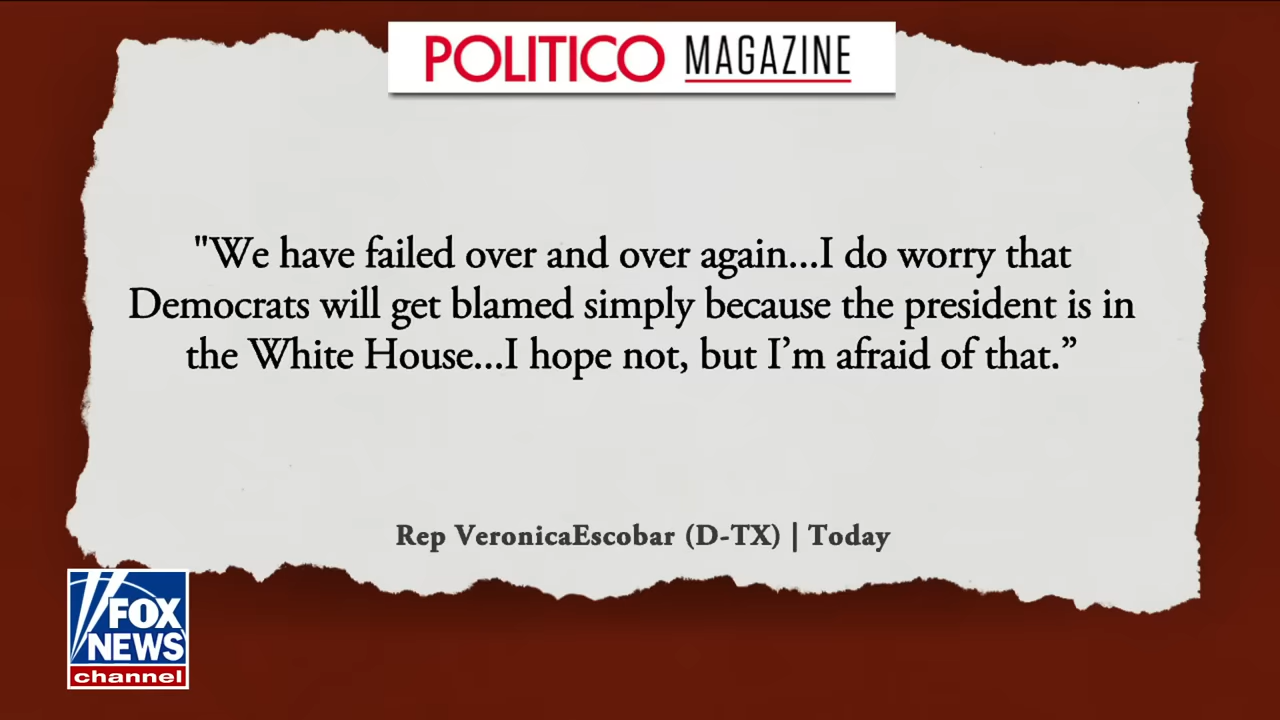 POLITICO MAGAZINE
"We have failed over and over again...I do worry that
Democrats will get blamed simply because the president is in
the White House...I hope not, but I’m afraid of that.”
Rep VeronicaEscobar (D-TX) | Today
FOX
NEWS
channel